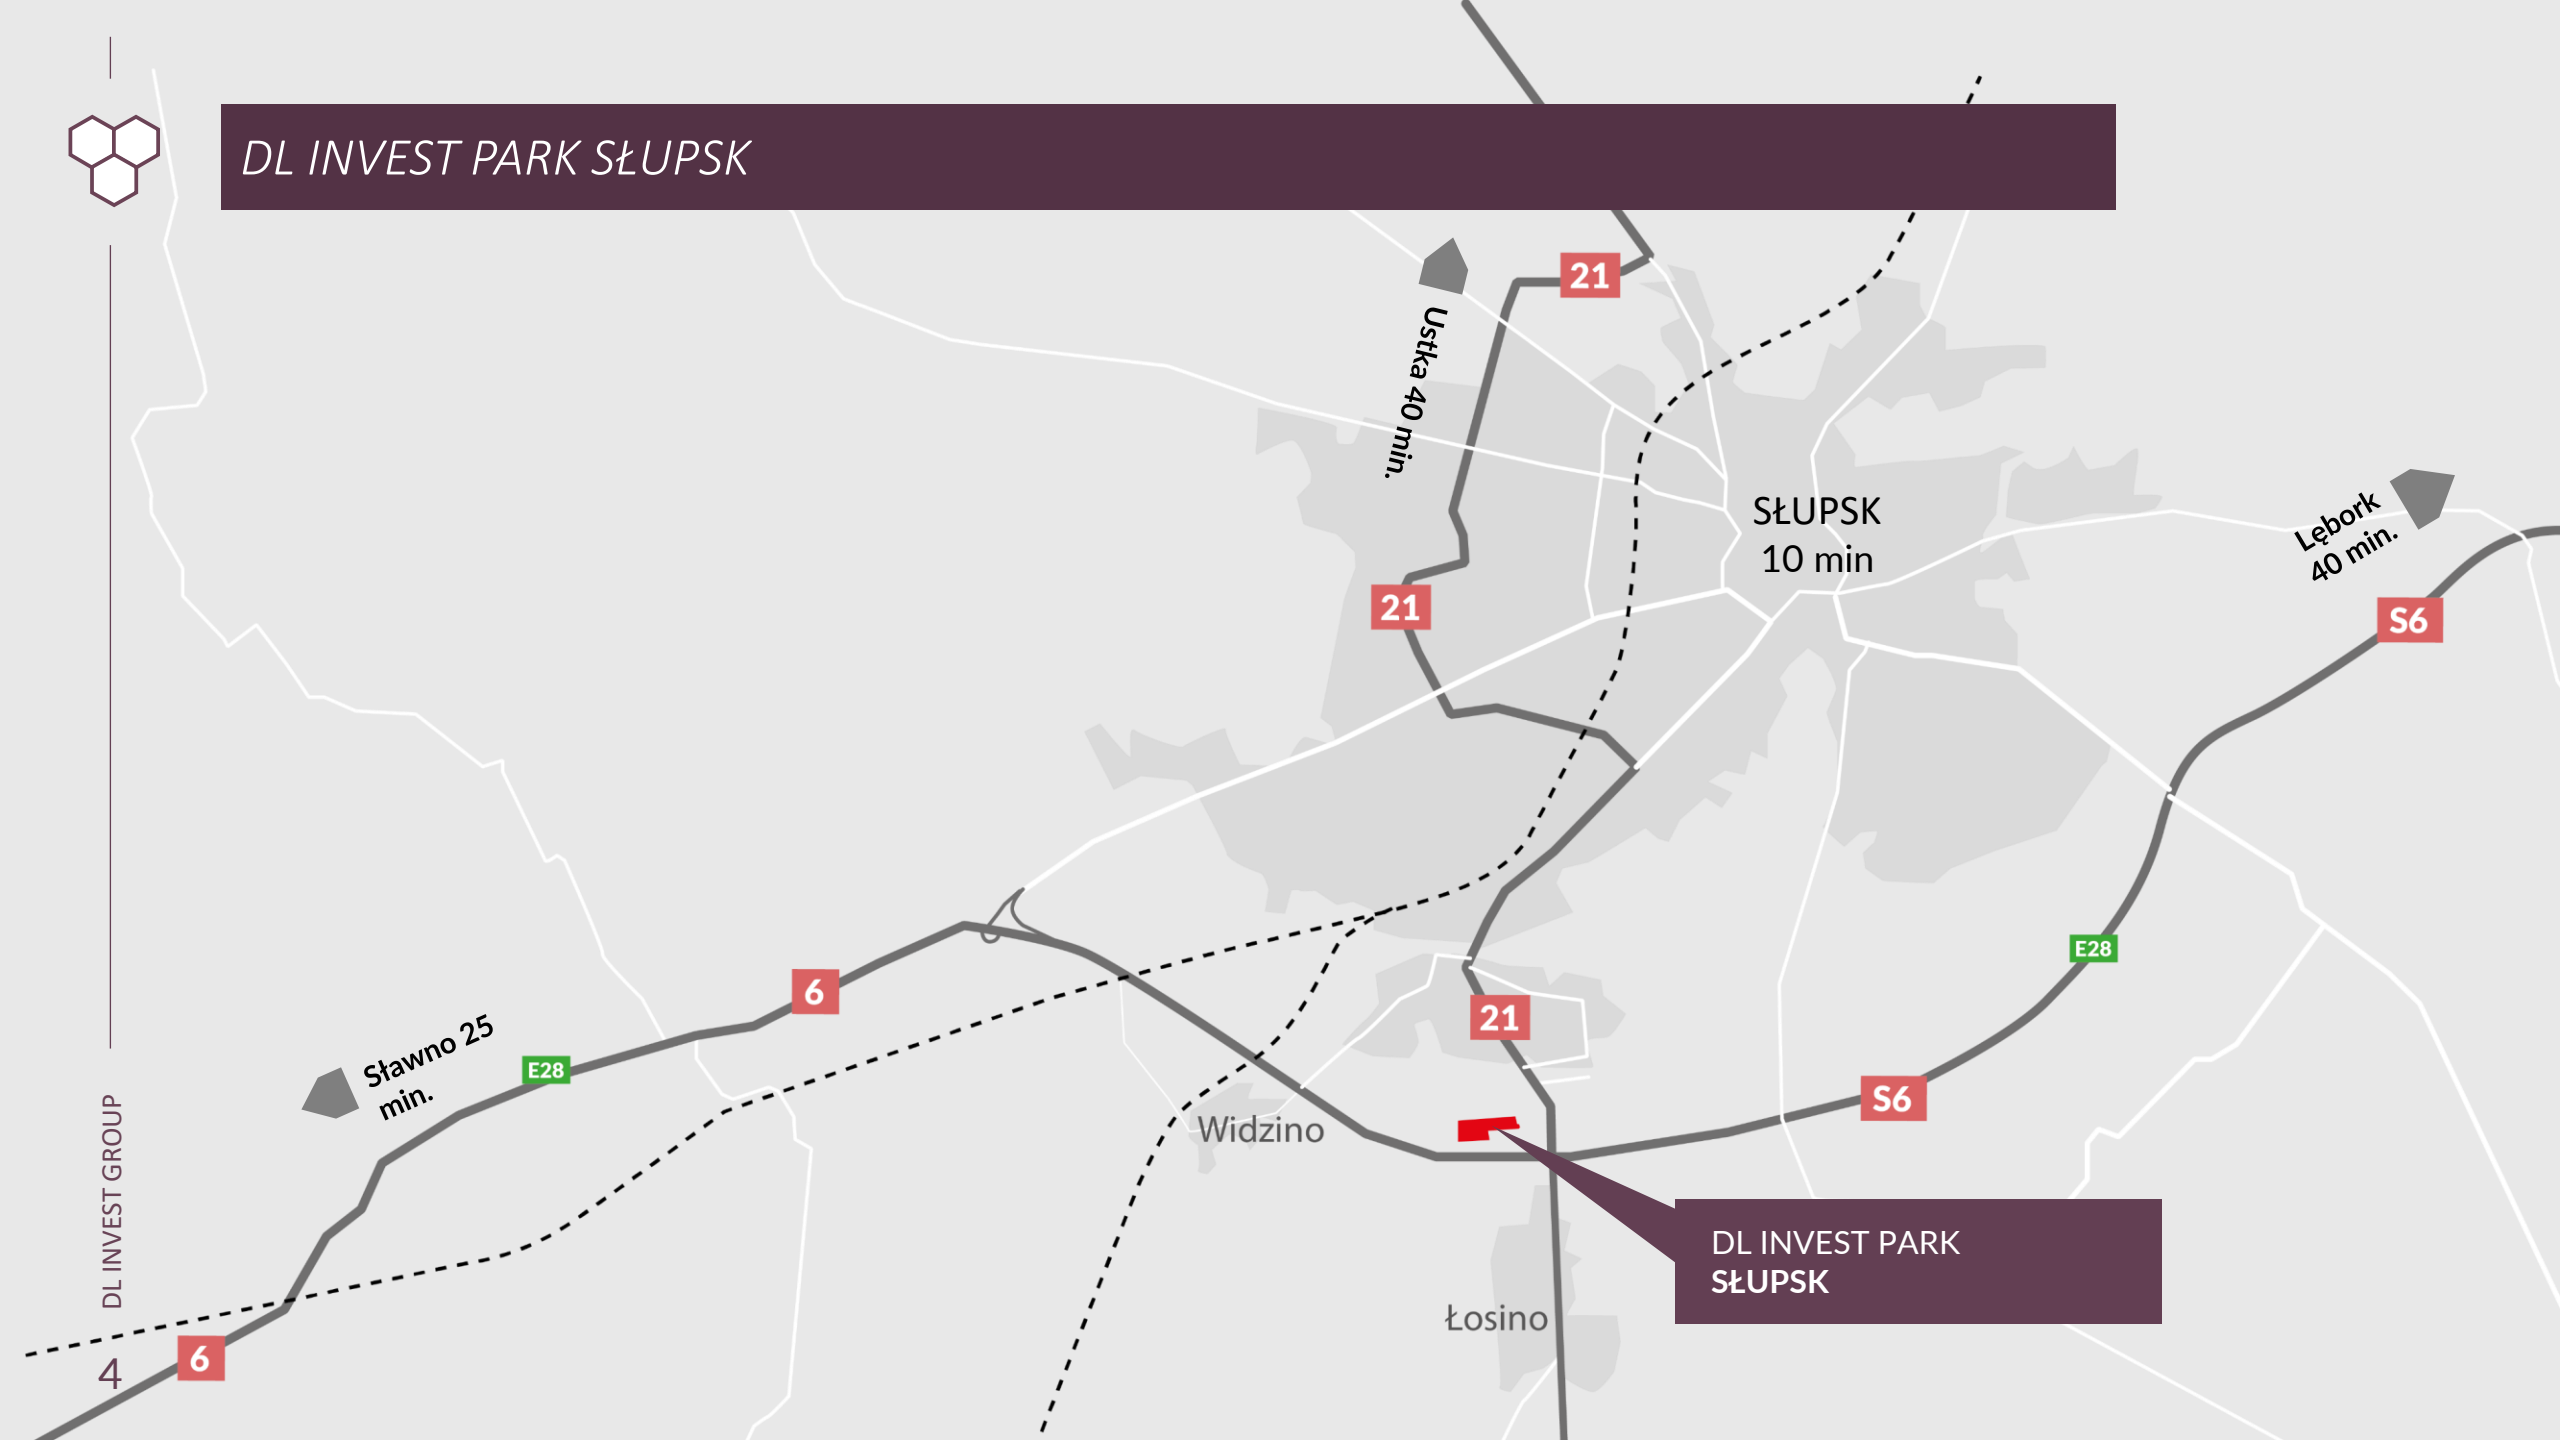 DL INVEST PARK SŁUPSK
21
Ustka 40 min.
SŁUPSK
10 min
Lębork
40 min.
21
S6
E28
6
21
Sławno 25
min.
E28
S6
Widzino
DL INVEST PARK
SŁUPSK
Łosino
6
DL INVEST GROUP
4